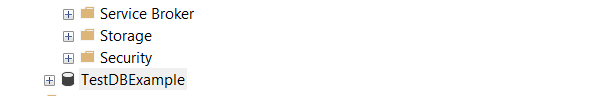 Service Broker
Storage
Security
TestDBExample